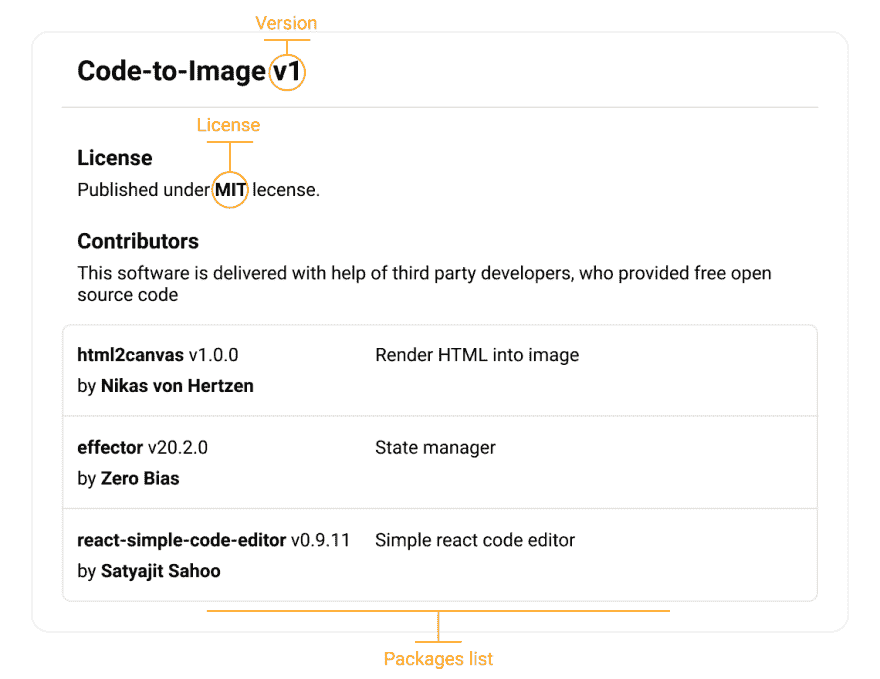 Version
Code-to-Image v1
License
License
Published under MIT lecense.
Contributors
This software is delivered with help of third party developers, who provided free open
source code
html2canvas v1.0.0 Render HTML into image
by Nikas von Hertzen
effector v20.2.0 State manager
by Zero Bias
react-simple-code-editor v0.9.11 Simple react code editor
by Satyajit Sahoo
Packages list